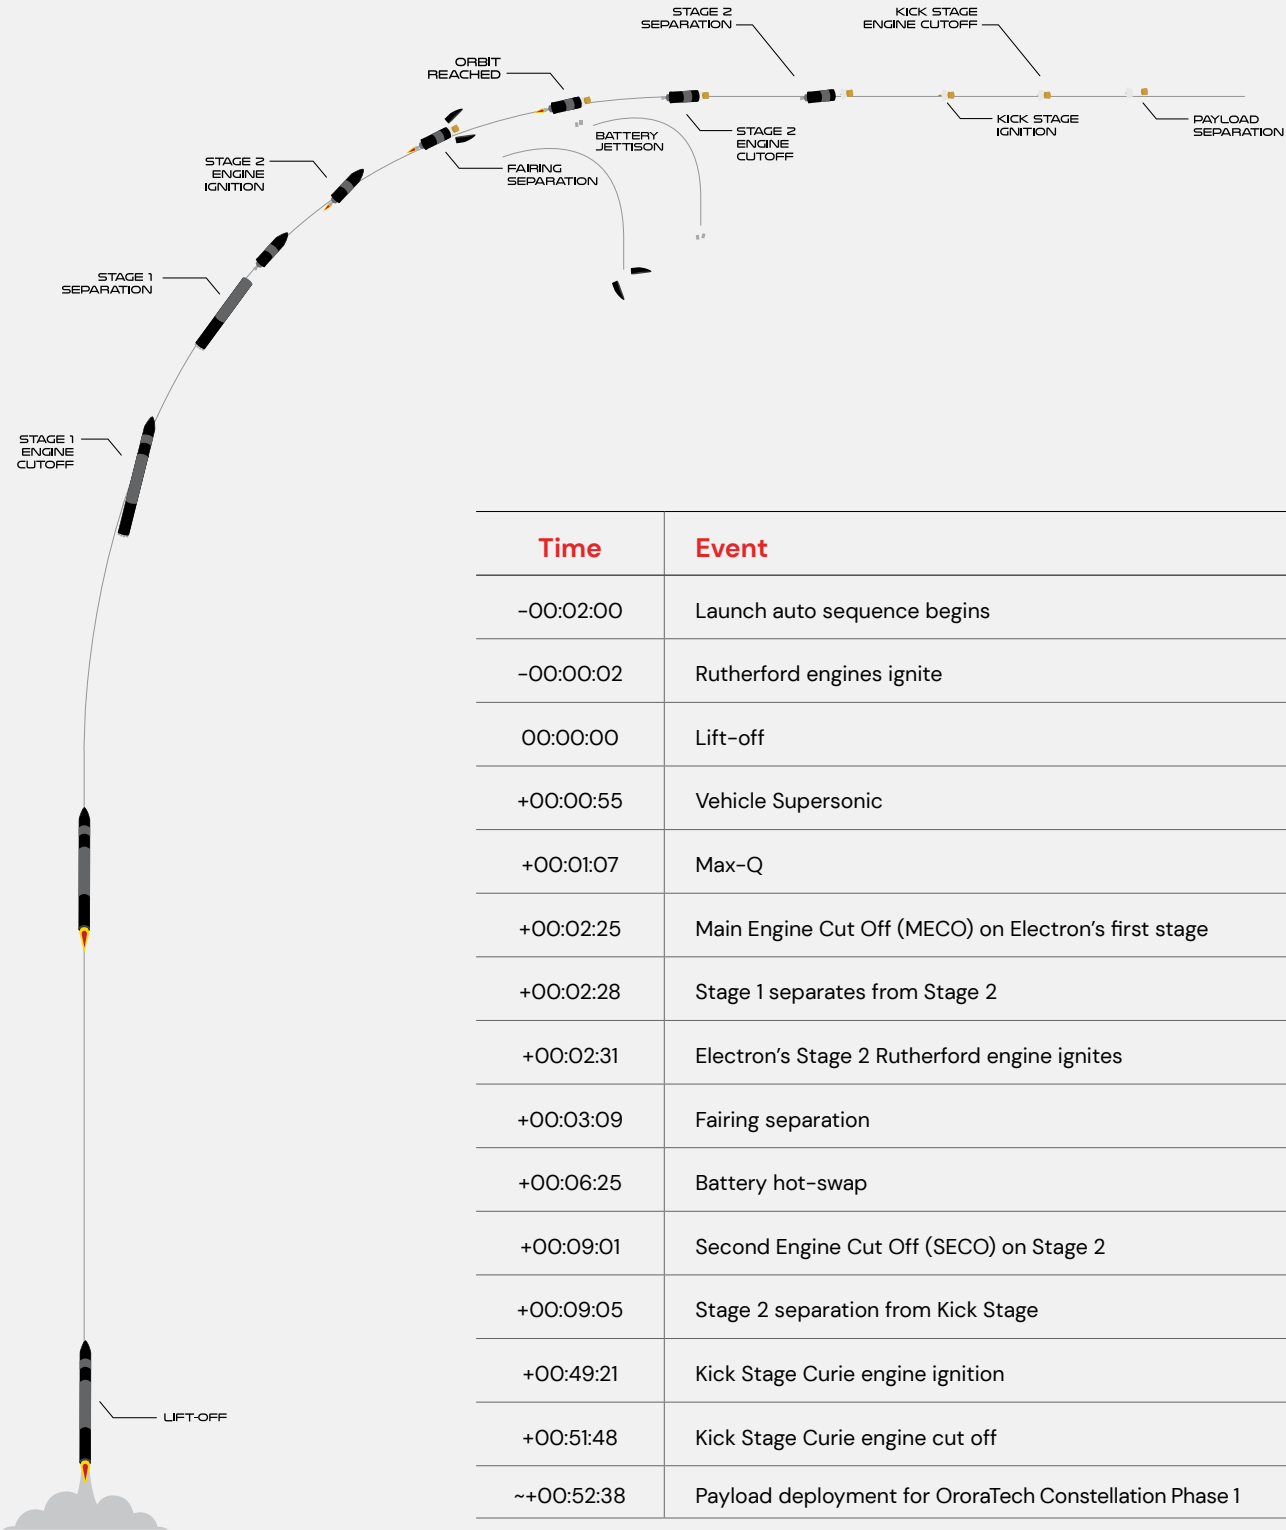 STAGE 2
SEPARATION
KICK STAGE
ENGINE CUTOFF
ORBIT
REACHED
BATTERY
JETTISON
STAGE 2
ENGINE
CUTOFF
KICK STAGE
IGNITION
PAYLOAD
SEPARATION
STAGE 2
ENGINE
IGNITION
FAIRING
SEPARATION
STAGE 1
SEPARATION
STAGE 1
ENGINE
CUTOFF
LIFT-OFF
Time Event
-00:02:00 Launch auto sequence begins
-00:00:02 Rutherford engines ignite
00:00:00 Lift-off
+00:00:55 Vehicle Supersonic
+00:01:07 Max-Q
+00:02:25 Main Engine Cut Off (MECO) on Electron’s first stage
+00:02:28 Stage 1 separates from Stage 2
+00:02:31 Electron’s Stage 2 Rutherford engine ignites
+00:03:09 Fairing separation
+00:06:25 Battery hot-swap
+00:09:01 Second Engine Cut Off (SECO) on Stage 2
+00:09:05 Stage 2 separation from Kick Stage
+00:49:21 Kick Stage Curie engine ignition
+00:51:48 Kick Stage Curie engine cut off
~+00:52:38 Payload deployment for OroraTech Constellation Phase 1